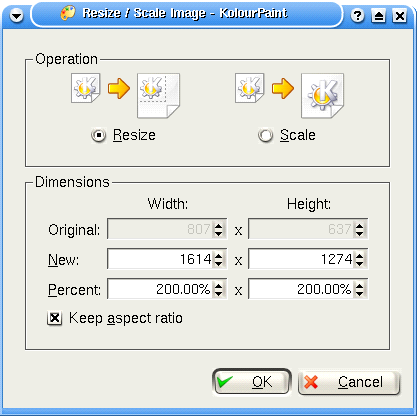 Resize / Scale Image - KolourPaint
Operation
Resize Scale
Dimensions
Width: Height:
Original: 807 x 637
New: 1614 x 1274
Percent: 200.00% x 200.00%
Keep aspect ratio
OK Cancel